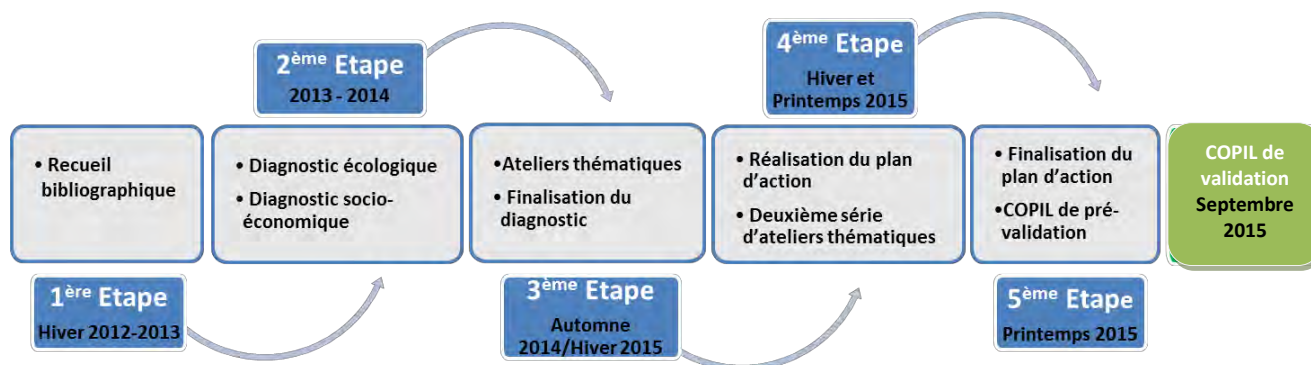 1ère Etape
Hiver 2012-2013
• Recueil
bibliographique
2ème Etape
2013 - 2014
• Diagnostic écologique
• Diagnostic socio-
économique
•Ateliers thématiques
• Finalisation du
diagnostic
3ème Etape
Automne
2014/Hiver 2015
4ème Etape
Hiver et
Printemps 2015
• Réalisation du plan
d’action
• Deuxième série
d’ateliers thématiques
• Finalisation du
plan d’action
•COPIL de pré-
validation
5ème Etape
Printemps 2015
COPIL de
validation
Septembre
2015